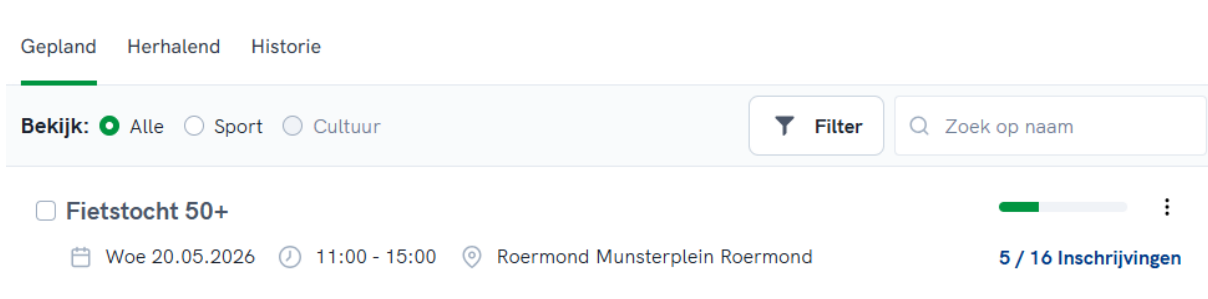 Gepland Herhalend Historie
Bekijk: Alle Sport Cultuur Filter Zoek op naam
Fietstocht 50+
Woe 20.05.2026 11:00 - 15:00 Roermond Munsterplein Roermond 5 / 16 Inschrijvingen